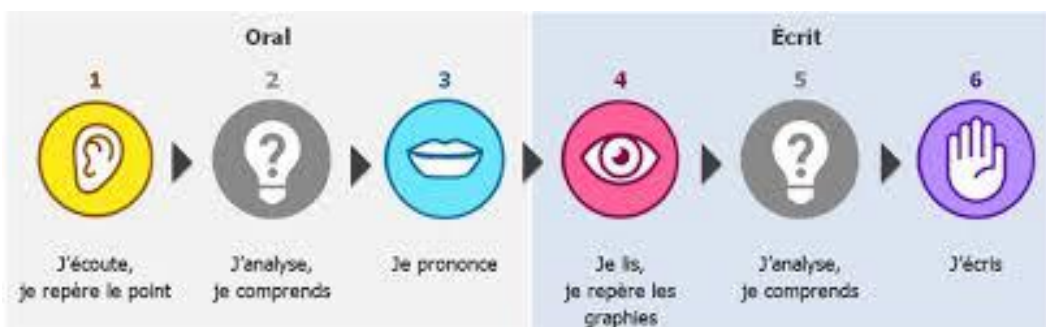 Oral
1
2
3
J'écoute,
je repère le point
J'analyse,
je comprends
Je prononce
Écrit
4
5
6
Je lis,
je repère les
graphies
J'analyse,
je comprends
J'écris